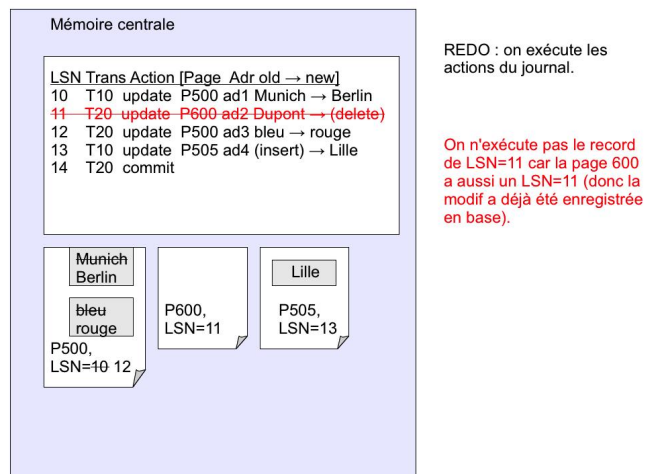 Mémoire centrale
LSN Trans Action [Page Adr old → new]
10 T10 update P500 ad1 Munich → Berlin
11 T20 update P600 ad2 Dupont → (delete)
12 T20 update P500 ad3 bleu → rouge
13 T10 update P505 ad4 (insert) → Lille
14 T20 commit
Munich
Berlin
bleu
rouge
P500,
LSN=10 12
P600,
LSN=11
Lille
P505,
LSN=13
REDO : on exécute les
actions du journal.
On n'exécute pas le record
de LSN=11 car la page 600
a aussi un LSN=11 (donc la
modif a déjà été enregistrée
en base).